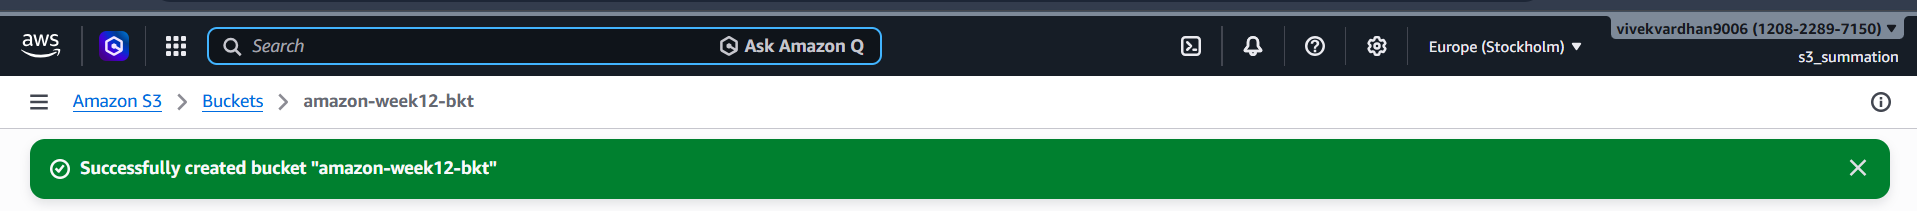 aws
Search
Ask Amazon Q
Europe (Stockholm)
vivekvardhan9006 (1208-2289-7150)
s3_summation
Amazon S3
Buckets
amazon-week12-bkt
Successfully created bucket "amazon-week12-bkt"